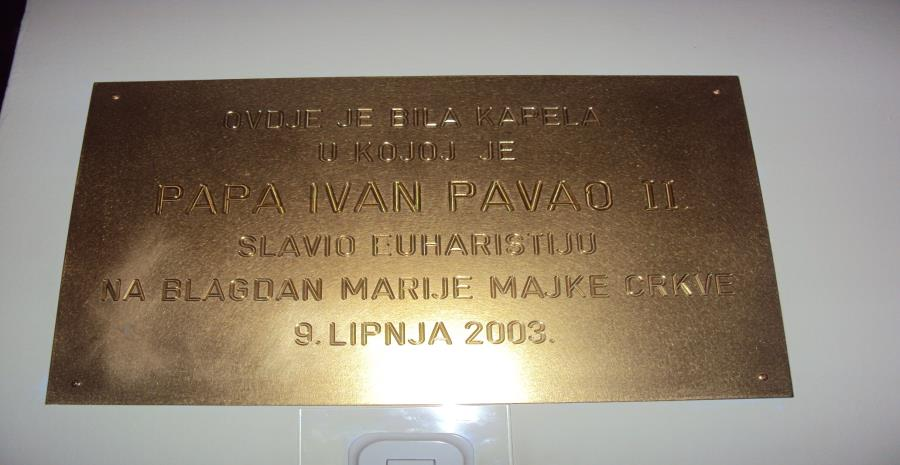 OVDJE JE BILA KAPELA
U KOJOJ JE
PAPA IVAN PAVAO II.
SLAVIO EUHARISTIJU
NA BLAGDAN MARIJE MAJKE CRKVE
9. LIPNJA 2003.